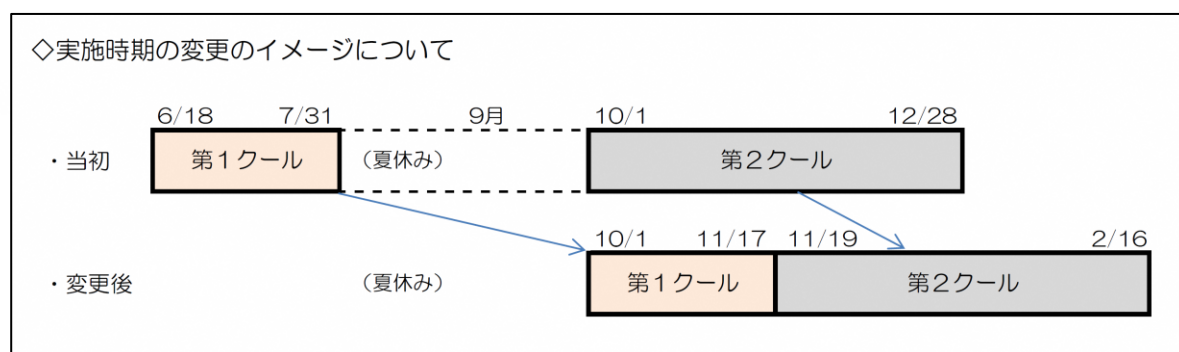 ◇実施時期の変更のイメージについて
6/18 7/31 9月 10/1 12/28
・当初 第１クール （夏休み） 第２クール
10/1 11/17 11/19 2/16
・変更後 （夏休み） 第１クール 第２クール